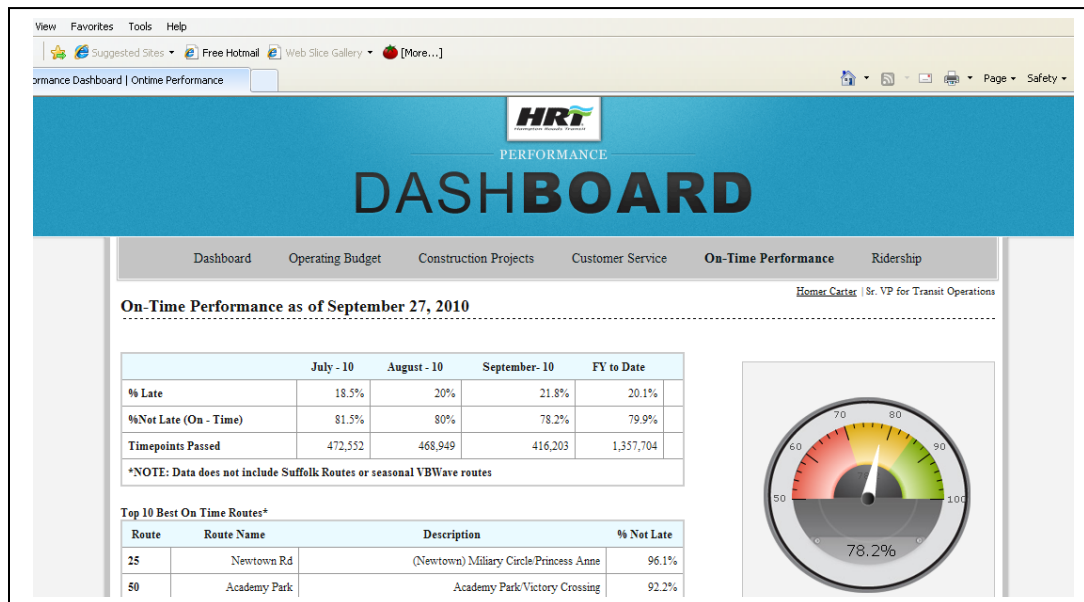 View Favorites Tools Help
Suggested Sites Free Hotmail Web Slice Gallery [More...]
ormance Dashboard | Ontime Performance Page Safety
HRT
Hampton Roads Transit
PERFORMANCE
DASHBOARD
Dashboard Operating Budget Construction Projects Customer Service On-Time Performance Ridership
Homer Carter | Sr. VP for Transit Operations
On-Time Performance as of September 27, 2010
July - 10 August - 10 September- 10 FY to Date
% Late 18.5% 20% 21.8% 20.1%
%Not Late (On - Time) 81.5% 80% 78.2% 79.9%
Timepoints Passed 472,552 468,949 416,203 1,357,704
*NOTE: Data does not include Suffolk Routes or seasonal VBWave routes
50 60 70 80 90 100
78.2%
Top 10 Best On Time Routes*
Route Route Name Description % Not Late
25 Newtown Rd (Newtown) Miliary Circle/Princess Anne 96.1%
50 Academy Park Academy Park/Victory Crossing 92.2%